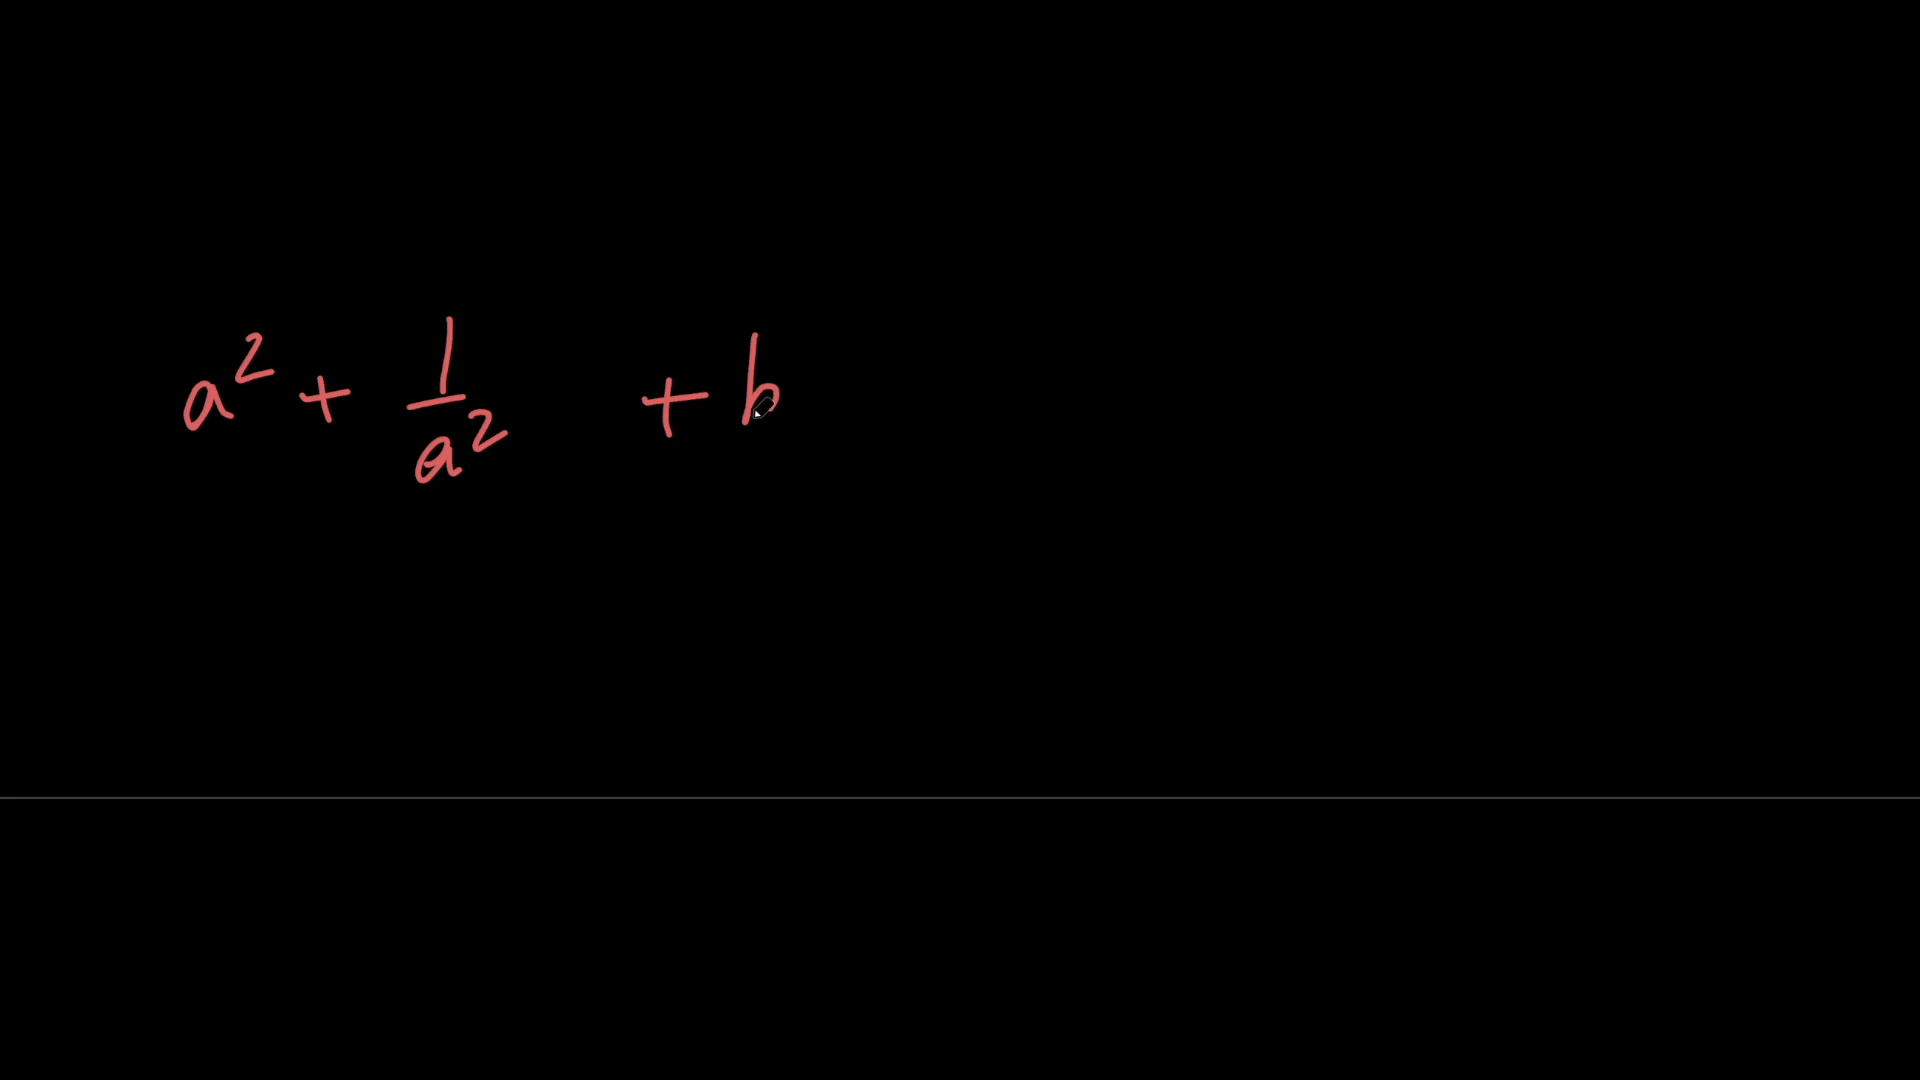 a² + 1/a² + b